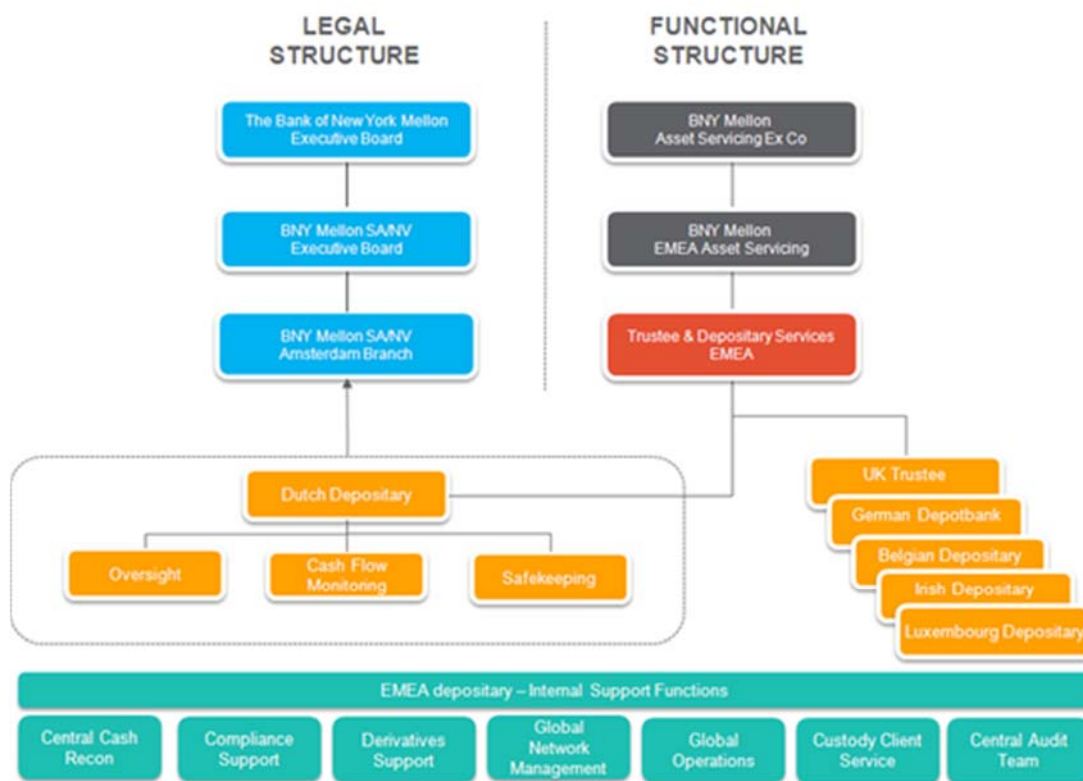 LEGAL
STRUCTURE
FUNCTIONAL
STRUCTURE
The Bank of New York Mellon
Executive Board
BNY Mellon
Asset Servicing Ex Co
BNY Mellon SA/NV
Executive Board
BNY Mellon
EMEA Asset Servicing
BNY Mellon SA/NV
Amsterdam Branch
Trustee & Depositary Services
EMEA
Dutch Depositary
Oversight
Cash Flow
Monitoring
Safekeeping
UK Trustee
German Depotbank
Belgian Depositary
Irish Depositary
Luxembourg Depositary
EMEA depositary – Internal Support Functions
Central Cash
Recon
Compliance
Support
Derivatives
Support
Global
Network
Management
Global
Operations
Custody Client
Service
Central Audit
Team